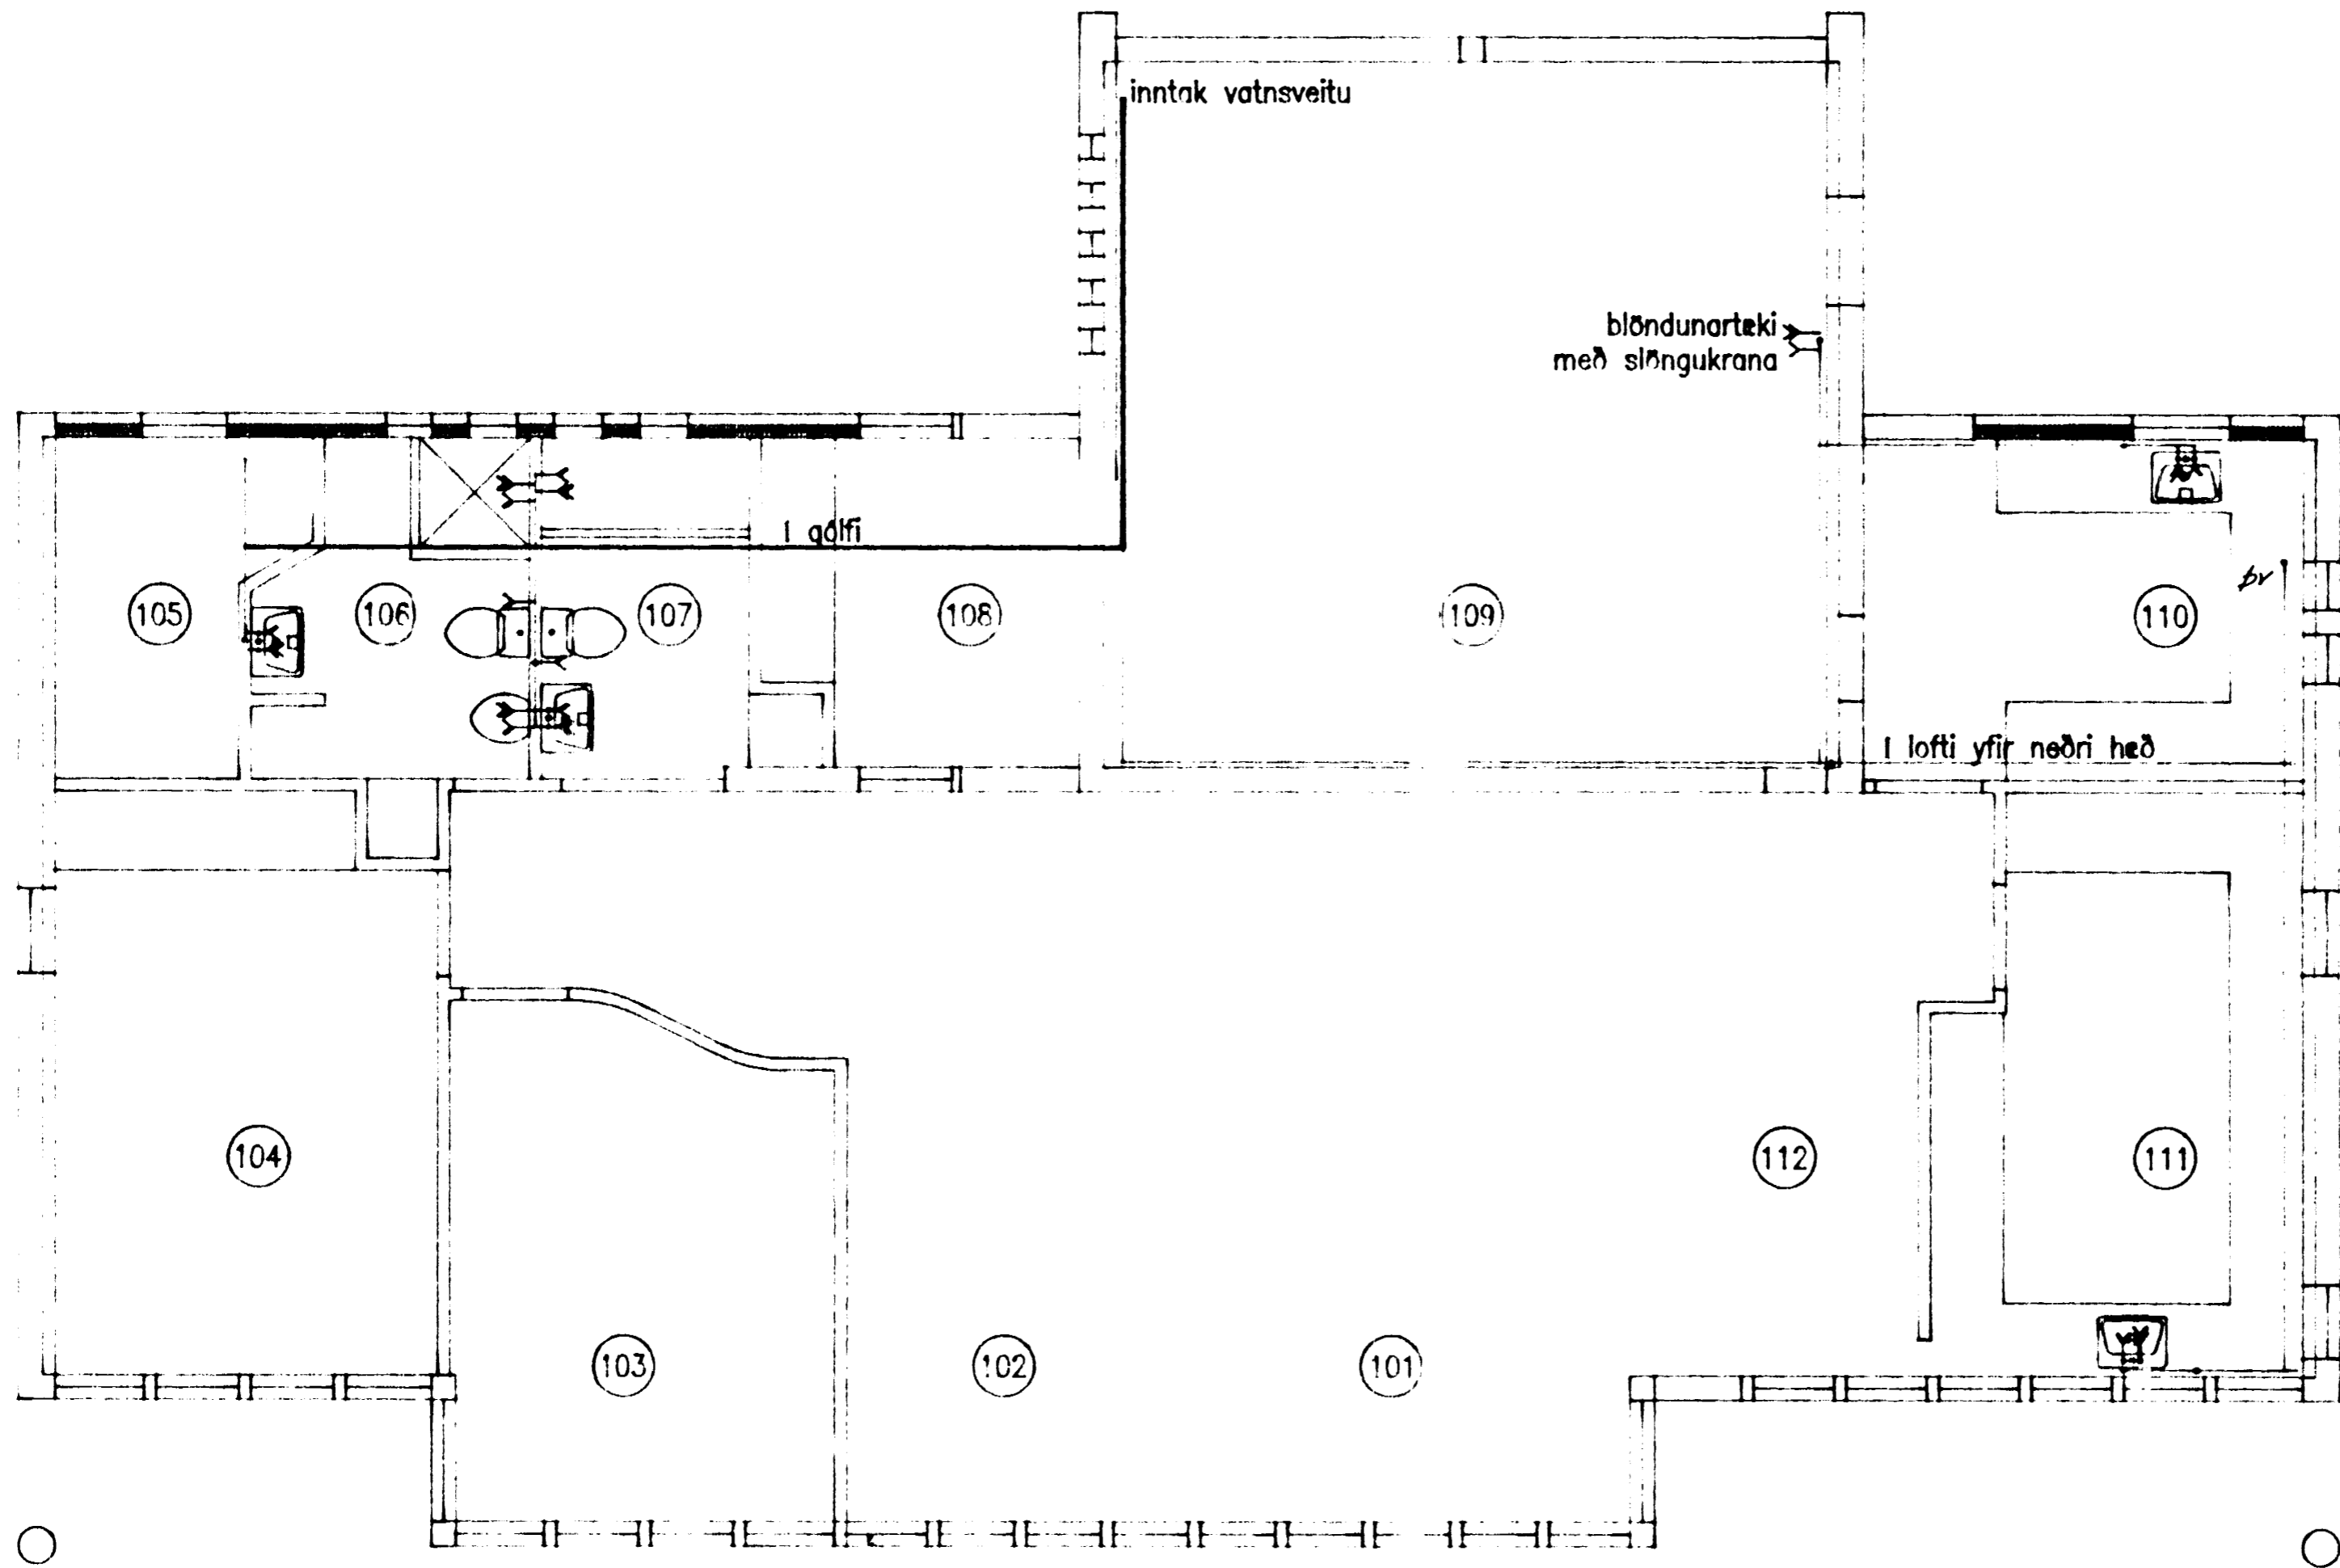 inntak vatnsveitu
blöndunartæki
með slöngukrana
í gólfi
105
106
107
108
109
110
þv
í lofti yfir neðri hæð
104
112
111
103
102
101